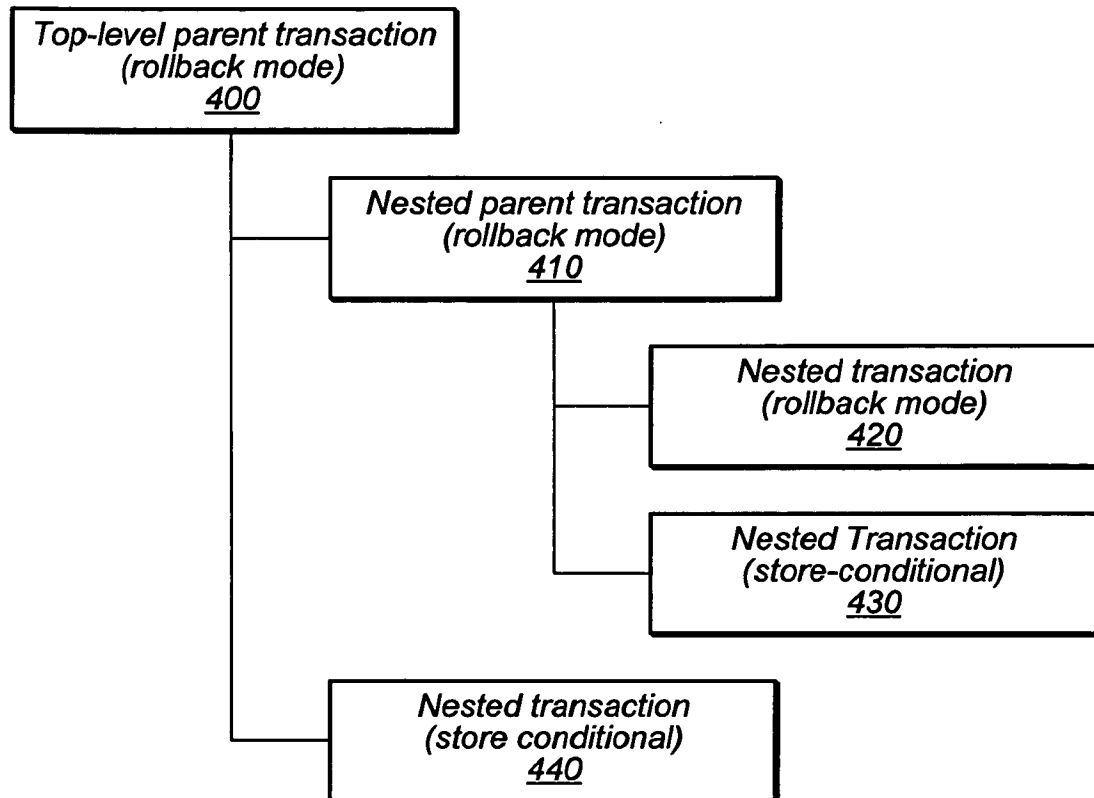 Top-level parent transaction
(rollback mode)
400
Nested parent transaction
(rollback mode)
410
Nested transaction
(rollback mode)
420
Nested Transaction
(store-conditional)
430
Nested transaction
(store conditional)
440